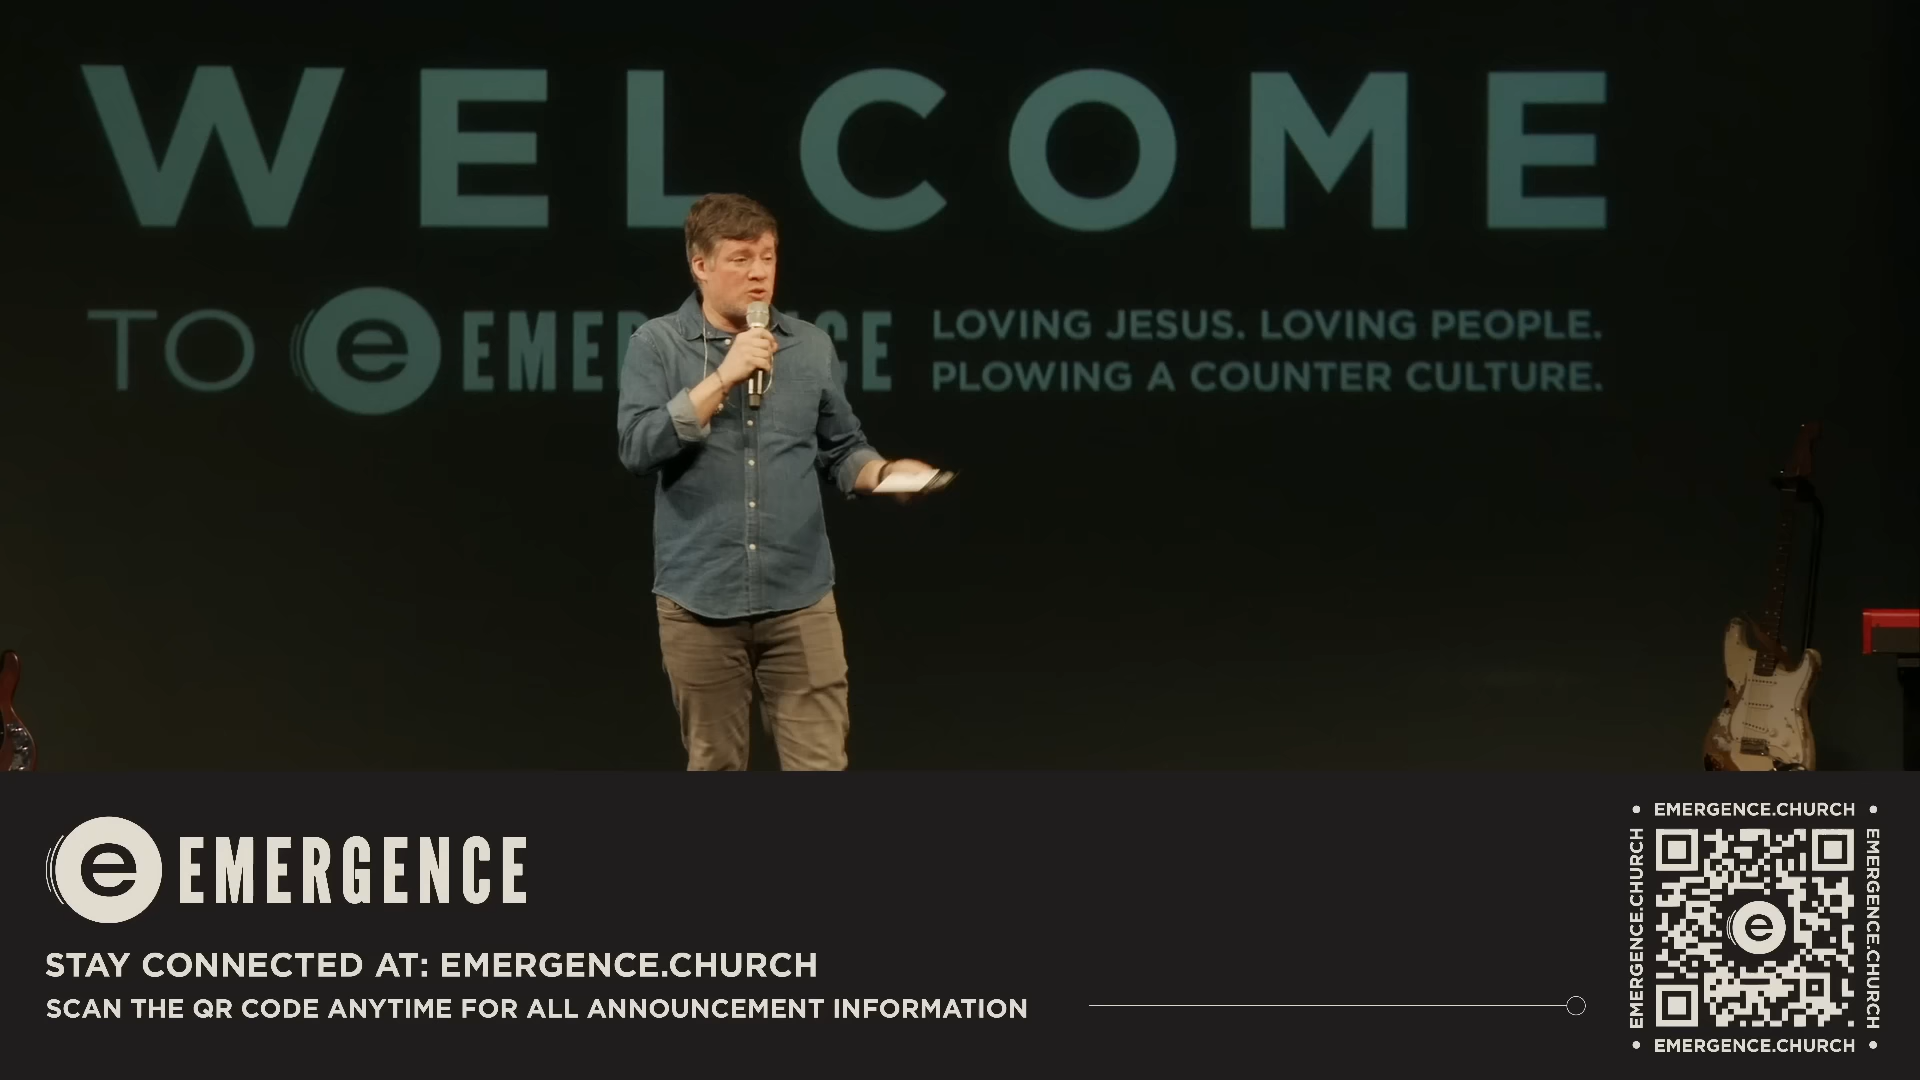 WELCOME
TO e EMERGENCE
LOVING JESUS. LOVING PEOPLE.
PLOWING A COUNTER CULTURE.
e EMERGENCE
STAY CONNECTED AT: EMERGENCE.CHURCH
SCAN THE QR CODE ANYTIME FOR ALL ANNOUNCEMENT INFORMATION
• EMERGENCE.CHURCH •
EMERGENCE.CHURCH
e
EMERGENCE.CHURCH
• EMERGENCE.CHURCH •